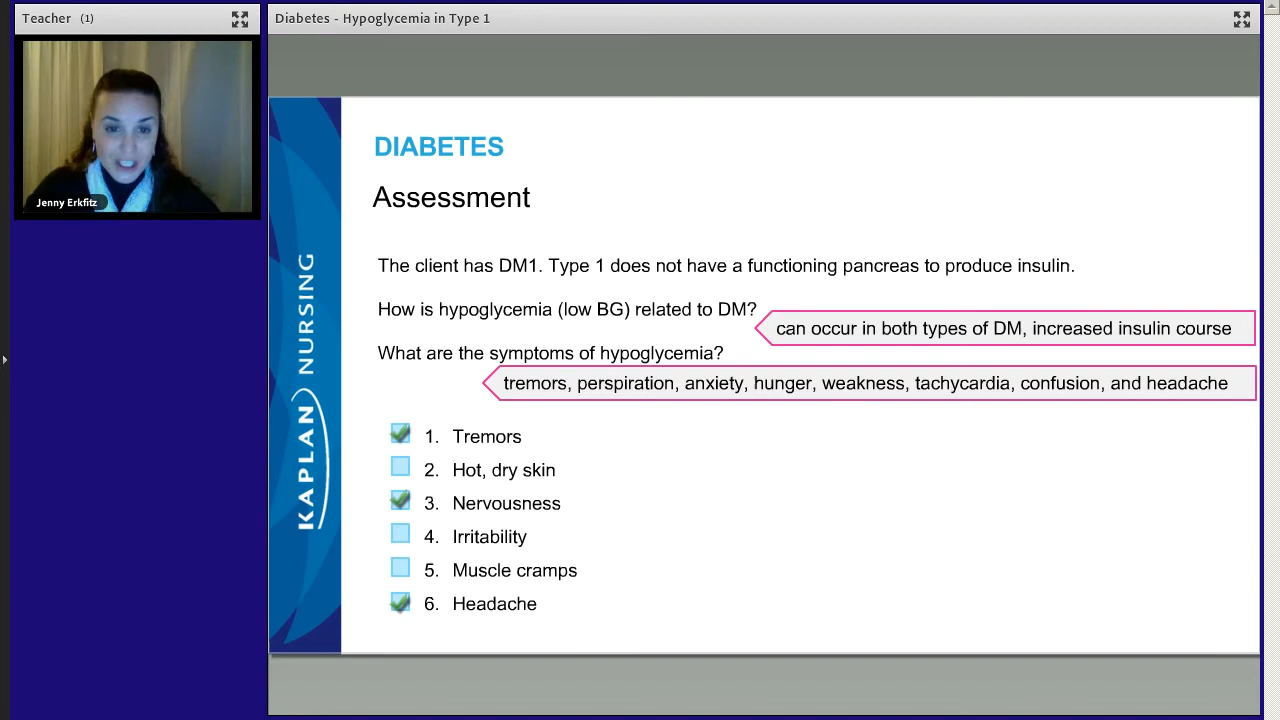 Teacher (1)
Diabetes - Hypoglycemia in Type 1
Jenny Erkfitz
KAPLAN NURSING
DIABETES
Assessment
The client has DM1. Type 1 does not have a functioning pancreas to produce insulin.
How is hypoglycemia (low BG) related to DM?
can occur in both types of DM, increased insulin course
What are the symptoms of hypoglycemia?
tremors, perspiration, anxiety, hunger, weakness, tachycardia, confusion, and headache
1. Tremors
2. Hot, dry skin
3. Nervousness
4. Irritability
5. Muscle cramps
6. Headache